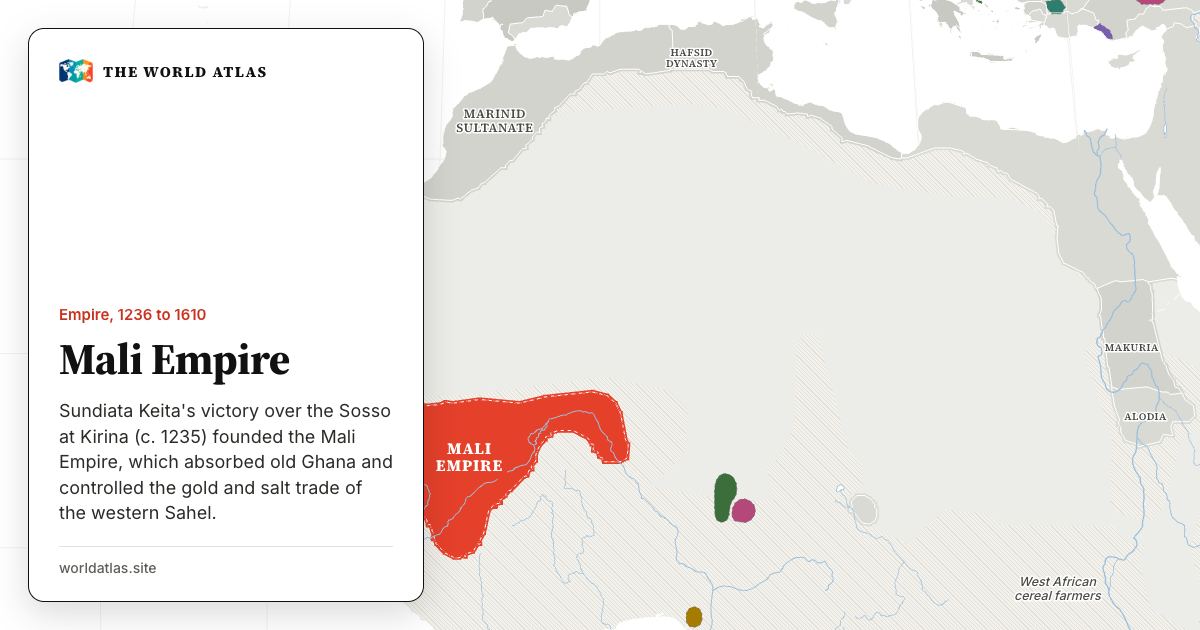 THE WORLD ATLAS
Empire, 1236 to 1610
Mali Empire
Sundiata Keita's victory over the Sosso
at Kirina (c. 1235) founded the Mali
Empire, which absorbed old Ghana and
controlled the gold and salt trade of
the western Sahel.
worldatlas.site
HAFSID
DYNASTY
MARINID
SULTANATE
MAKURIA
ALODIA
MALI
EMPIRE
West African
cereal farmers